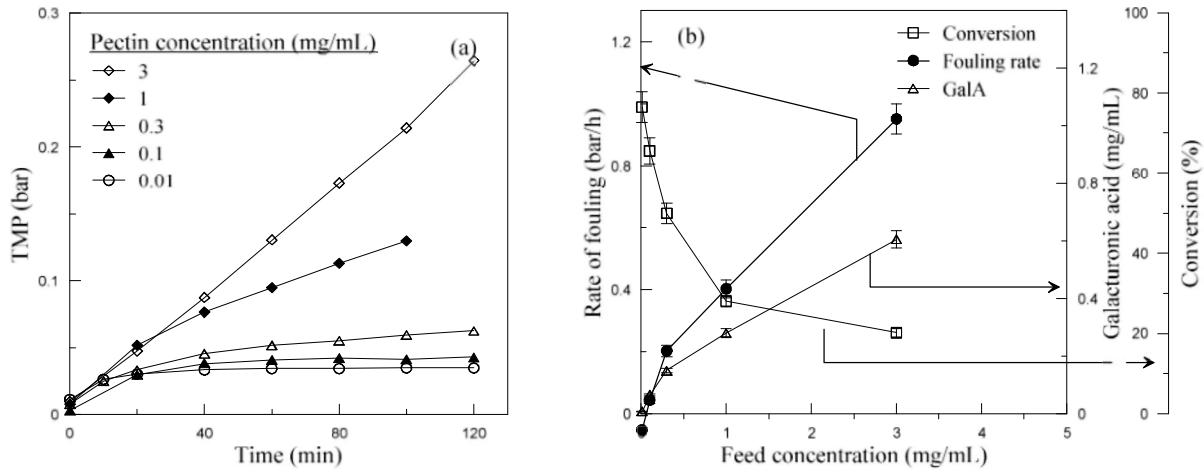 Pectin concentration (mg/mL)
3
1
0.3
0.1
0.01
(a)
0.3
0.2
0.1
0
TMP (bar)
0
40
80
120
Time (min)
(b)
Conversion
Fouling rate
GalA
1.2
0.8
0.4
0
Rate of fouling (bar/h)
0
1
2
3
4
5
Feed concentration (mg/mL)
1.2
0.8
0.4
0
Galacturonic acid (mg/mL)
100
80
60
40
20
0
Conversion (%)